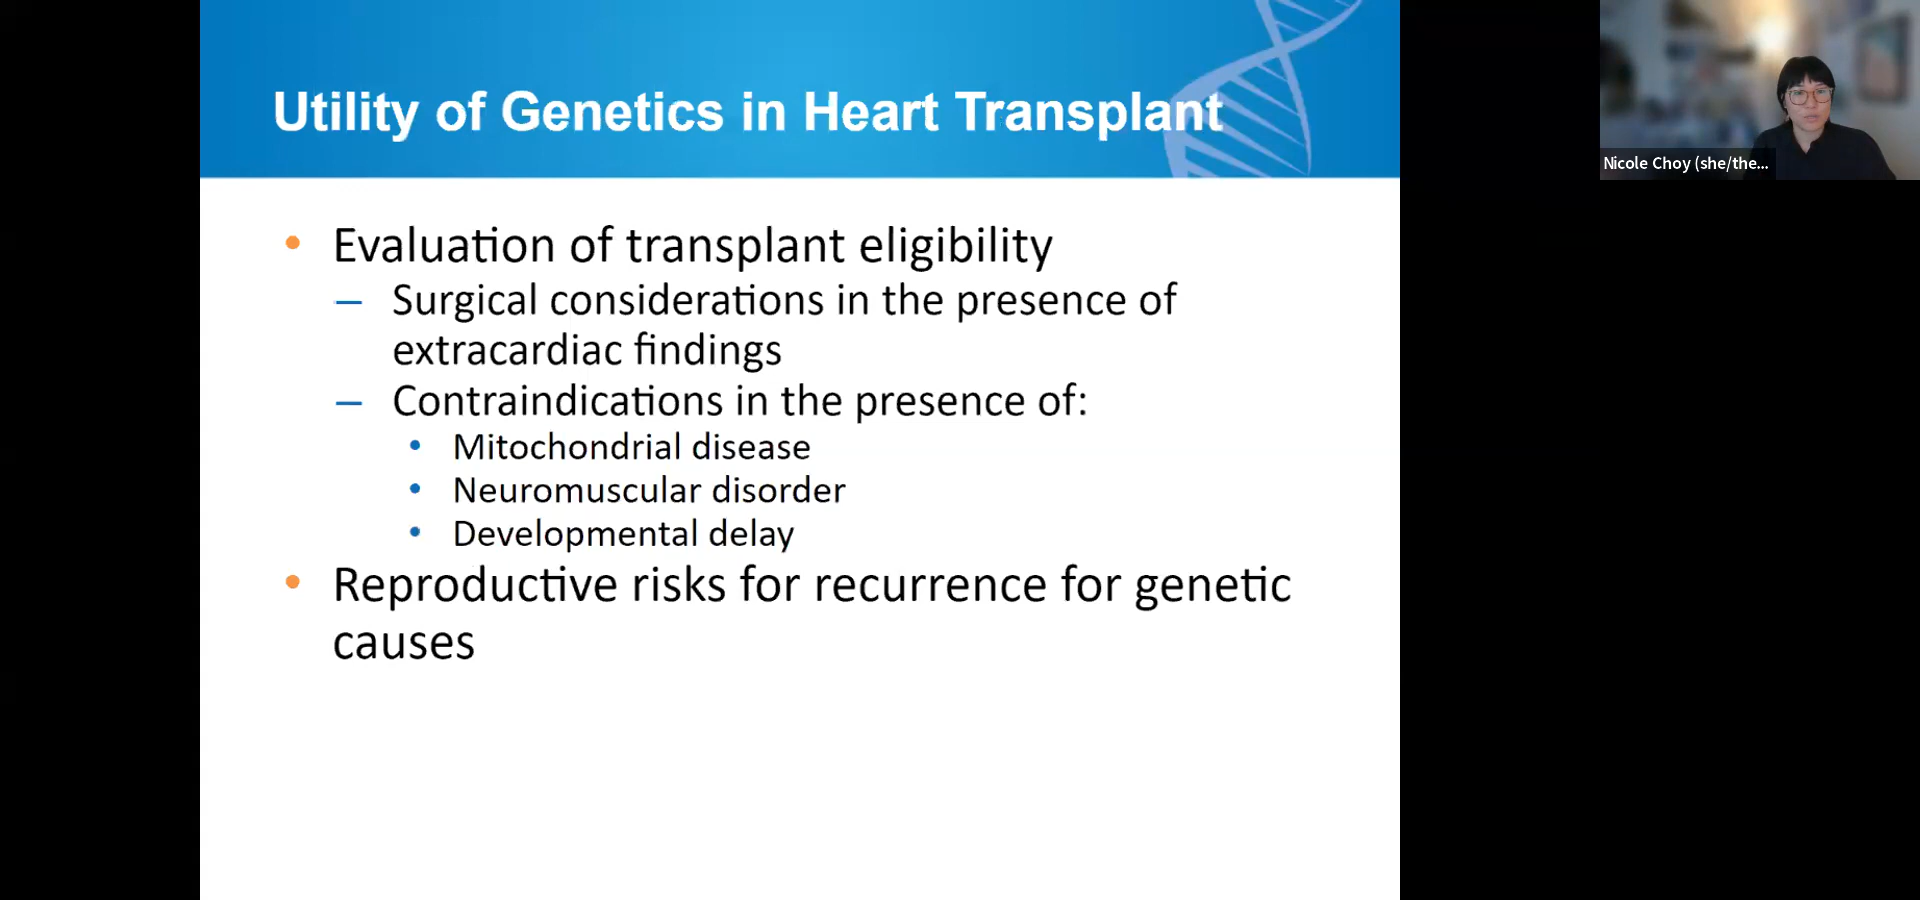 Utility of Genetics in Heart Transplant
Nicole Choy (she/the...
• Evaluation of transplant eligibility
– Surgical considerations in the presence of
extracardiac findings
– Contraindications in the presence of:
• Mitochondrial disease
• Neuromuscular disorder
• Developmental delay
• Reproductive risks for recurrence for genetic
causes